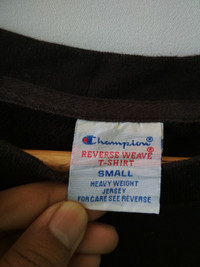 Champion®
REVERSE WEAVE®
T-SHIRT
SMALL
HEAVY WEIGHT
JERSEY
FOR CARE SEE REVERSE